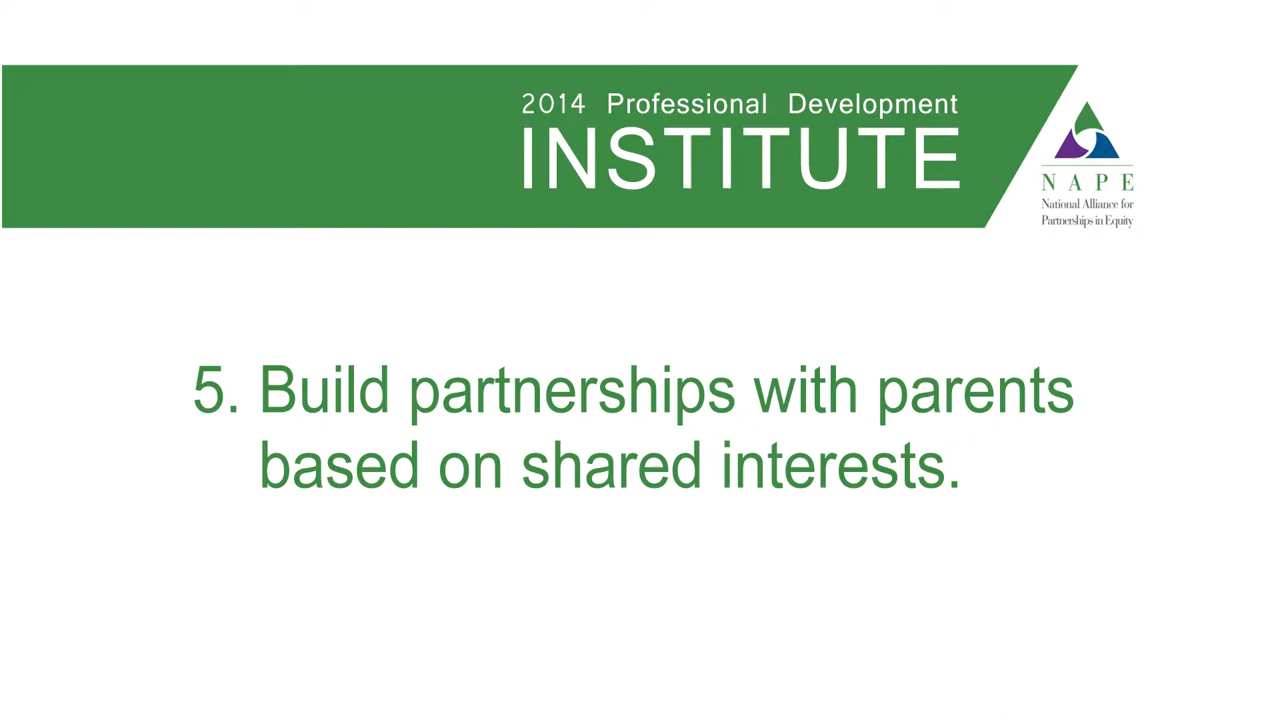 2014 Professional Development
INSTITUTE
N A P E
National Alliance for
Partnerships in Equity
5. Build partnerships with parents
based on shared interests.